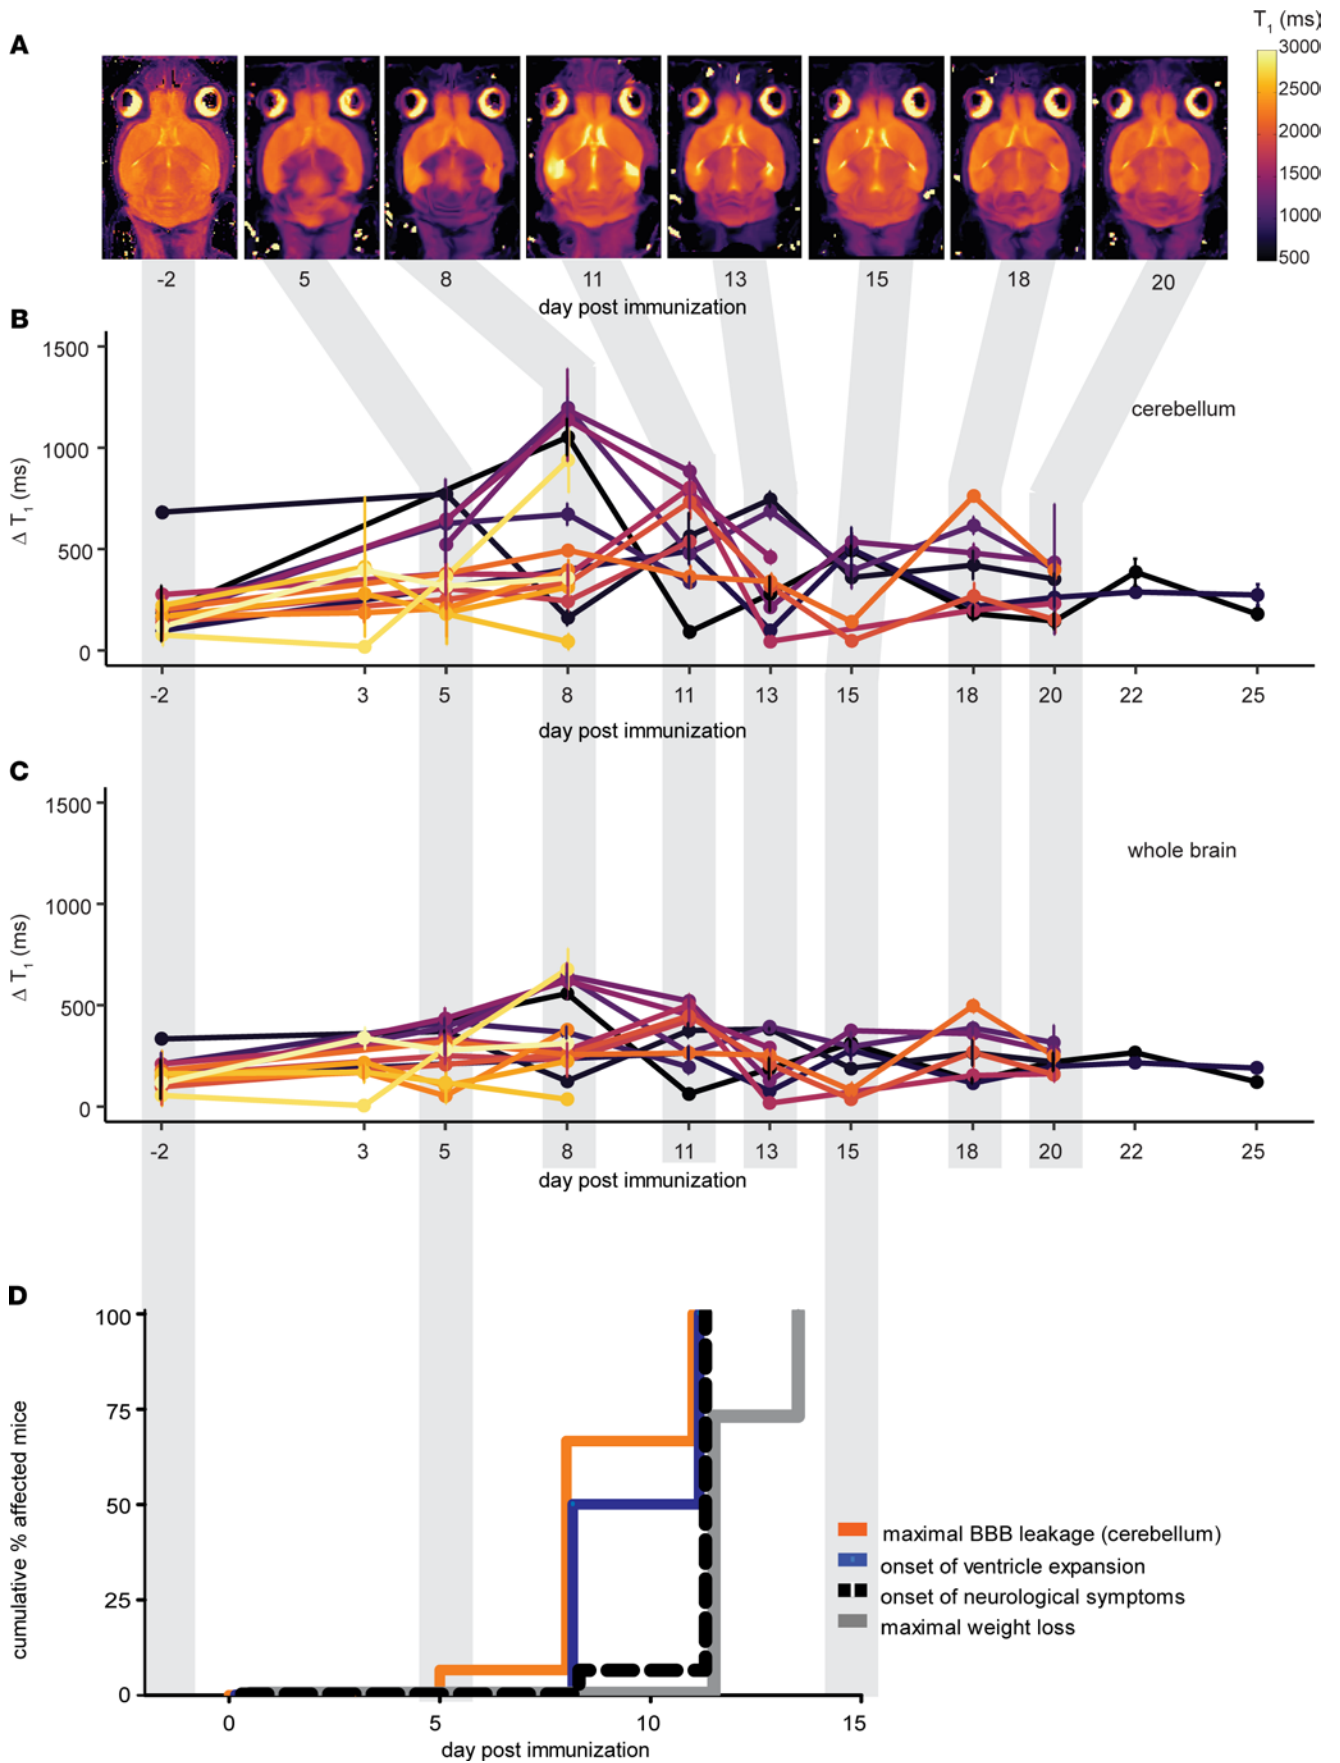 T1 (ms)
A
3000
2500
2000
1500
1000
500
-2 5 8 11 13 15 18 20
day post immunization
B
1500
cerebellum
1000
Δ T1 (ms)
500
0
-2 3 5 8 11 13 15 18 20 22 25
day post immunization
C
1500
whole brain
1000
Δ T1 (ms)
500
0
-2 3 5 8 11 13 15 18 20 22 25
day post immunization
D
100
75
cumulative % affected mice
50
25
0
maximal BBB leakage (cerebellum)
onset of ventricle expansion
onset of neurological symptoms
maximal weight loss
0 5 10 15
day post immunization